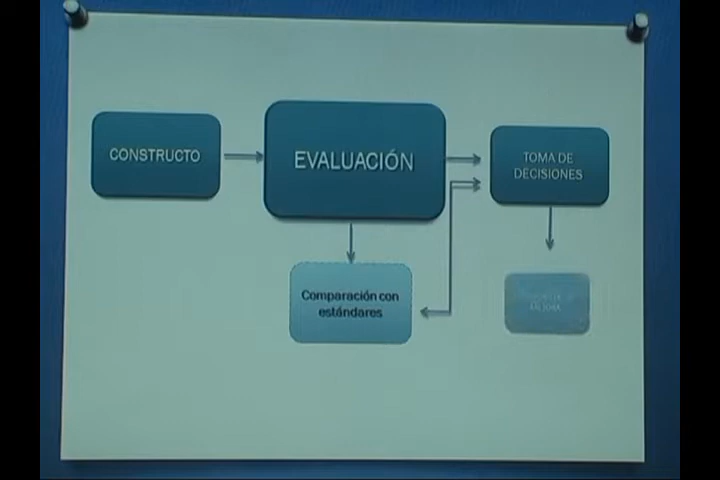 CONSTRUCTO
EVALUACIÓN
TOMA DE
DECISIONES
Comparación con
estándares